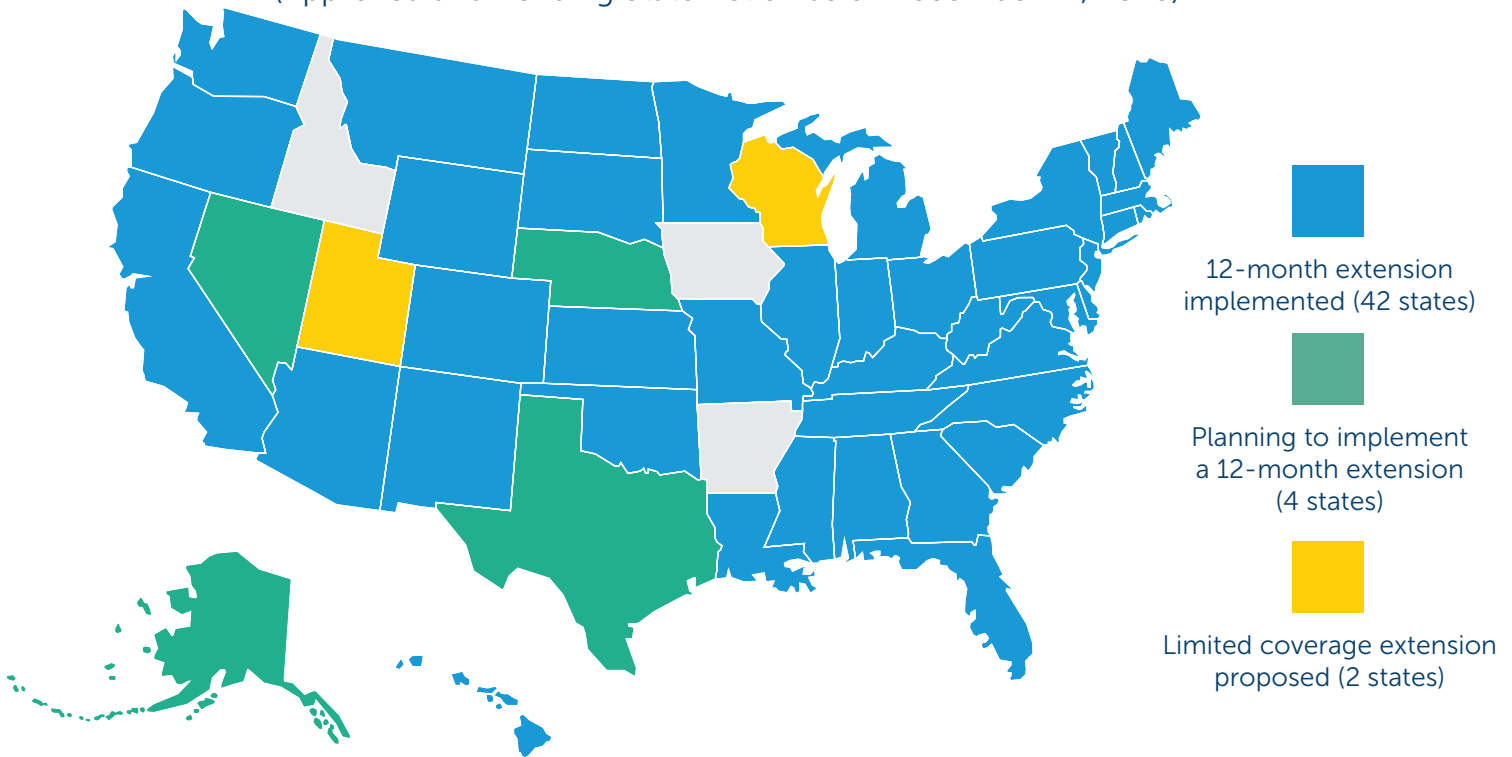 12-month extension
implemented (42 states)
Planning to implement
a 12-month extension
(4 states)
Limited coverage extension
proposed (2 states)